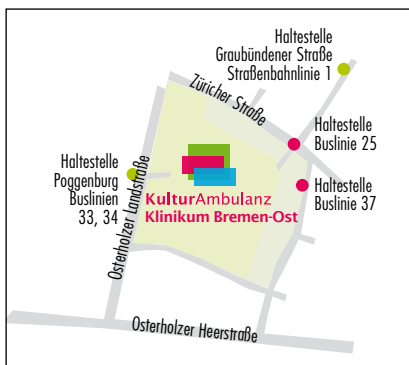 Haltestelle
Graubündener Straße
Straßenbahnlinie 1
Züricher Straße
Haltestelle
Buslinie 25
Haltestelle
Poggenburg
Buslinien
33, 34
Haltestelle
Buslinie 37
KulturAmbulanz
Klinikum Bremen-Ost
Osterholzer Landstraße
Osterholzer Heerstraße